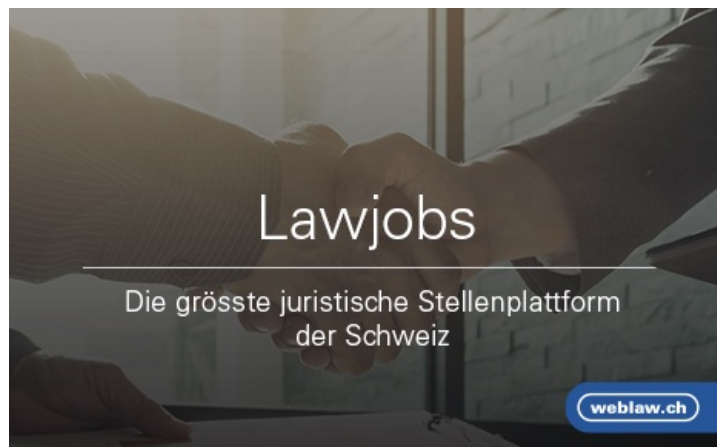 Lawjobs
Die grösste juristische Stellenplattform
der Schweiz
weblaw.ch